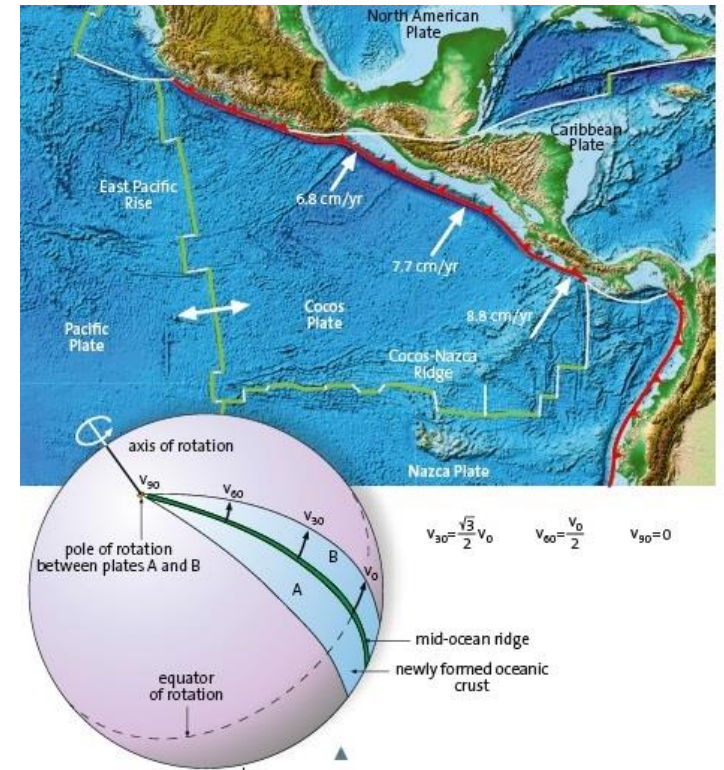 North American
Plate
Caribbean
Plate
East Pacific
Rise
6.8 cm/yr
7.7 cm/yr
8.8 cm/yr
Cocos
Plate
Pacific
Plate
Cocos-Nazca
Ridge
Nazca Plate
axis of rotation
v90
v60
v30
v0
pole of rotation
between plates A and B
A
B
v30=√3/2 v0
v60=v0/2
v90=0
mid-ocean ridge
newly formed oceanic
crust
equator
of rotation